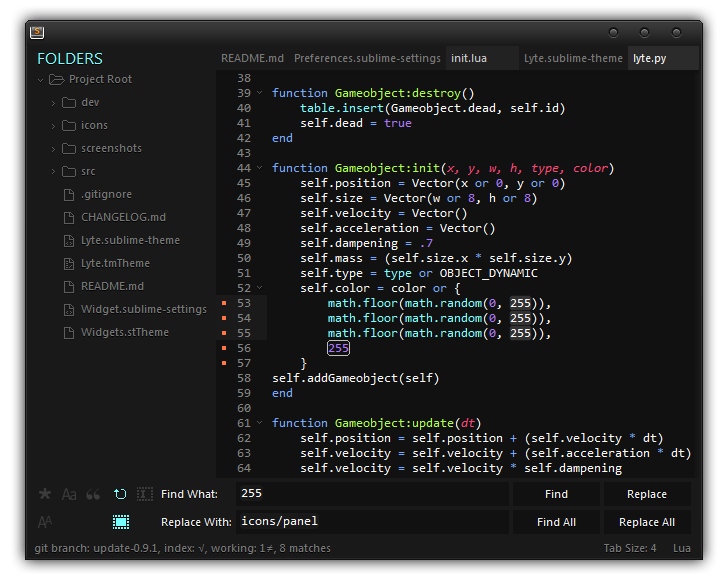 FOLDERS
Project Root
dev
icons
screenshots
src
.gitignore
CHANGELOG.md
Lyte.sublime-theme
Lyte.tmTheme
README.md
Widget.sublime-settings
Widgets.stTheme
README.md Preferences.sublime-settings init.lua Lyte.sublime-theme lyte.py
38
39 function Gameobject:destroy()
40 table.insert(Gameobject.dead, self.id)
41 self.dead = true
42 end
43
44 function Gameobject:init(x, y, w, h, type, color)
45 self.position = Vector(x or 0, y or 0)
46 self.size = Vector(w or 8, h or 8)
47 self.velocity = Vector()
48 self.acceleration = Vector()
49 self.dampening = .7
50 self.mass = (self.size.x * self.size.y)
51 self.type = type or OBJECT_DYNAMIC
52 self.color = color or {
53 math.floor(math.random(0, 255)),
54 math.floor(math.random(0, 255)),
55 math.floor(math.random(0, 255)),
56 255
57 }
58 self.addGameobject(self)
59 end
60
61 function Gameobject:update(dt)
62 self.position = self.position + (self.velocity * dt)
63 self.velocity = self.velocity + (self.acceleration * dt)
64 self.velocity = self.velocity * self.dampening
Aa Find What: 255 Find Replace
AA Replace With: icons/panel Find All Replace All
git branch: update-0.9.1, index: √, working: 1≠, 8 matches Tab Size: 4 Lua